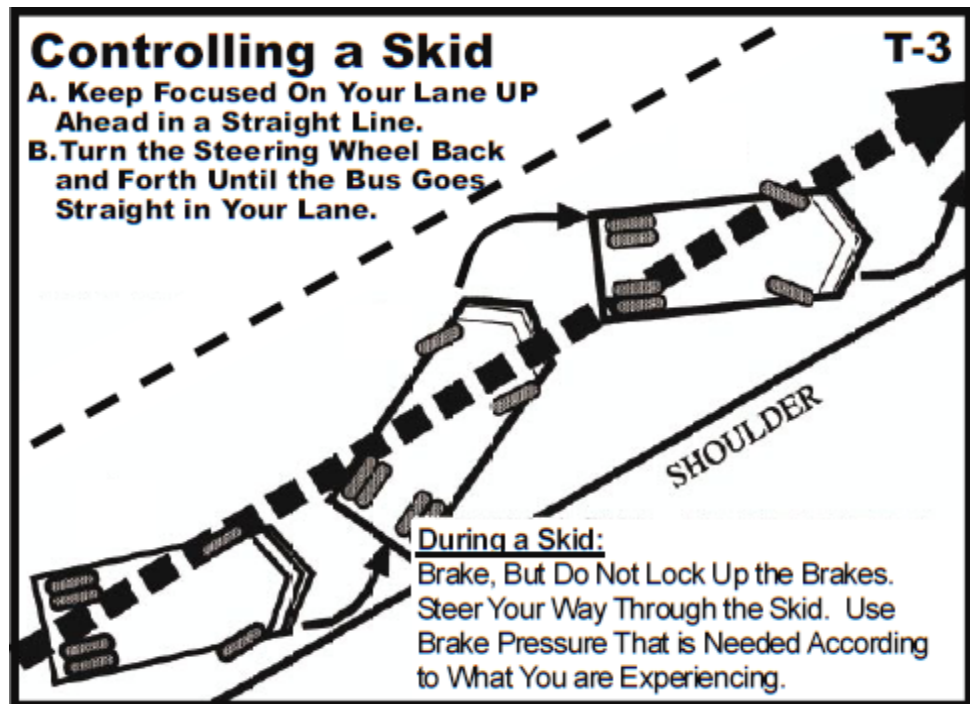 Controlling a Skid
T-3
A. Keep Focused On Your Lane UP
Ahead in a Straight Line.
B.Turn the Steering Wheel Back
and Forth Until the Bus Goes
Straight in Your Lane.
SHOULDER
During a Skid:
Brake, But Do Not Lock Up the Brakes.
Steer Your Way Through the Skid. Use
Brake Pressure That is Needed According
to What You are Experiencing.